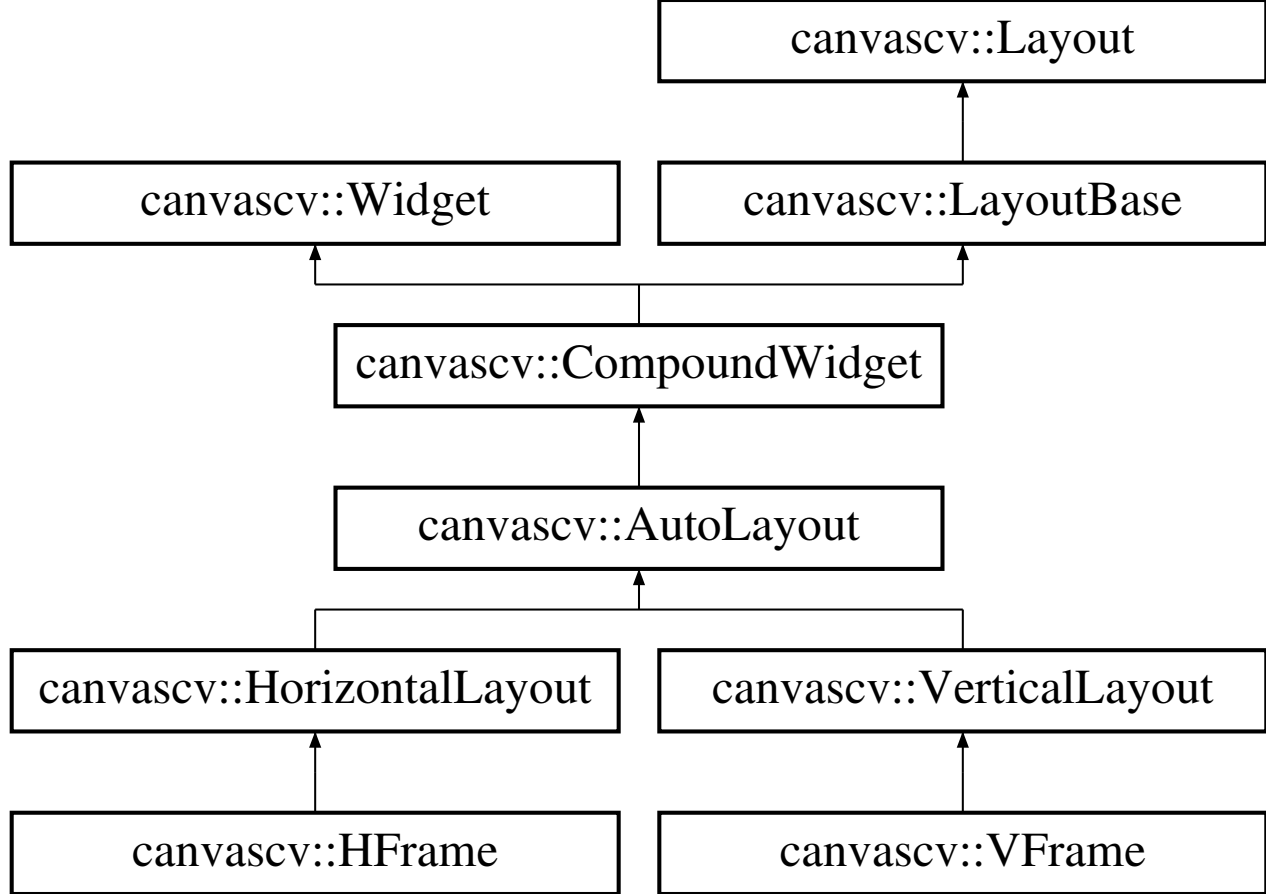 canvascv::Layout
canvascv::Widget
canvascv::LayoutBase
canvascv::CompoundWidget
canvascv::AutoLayout
canvascv::HorizontalLayout
canvascv::VerticalLayout
canvascv::HFrame
canvascv::VFrame